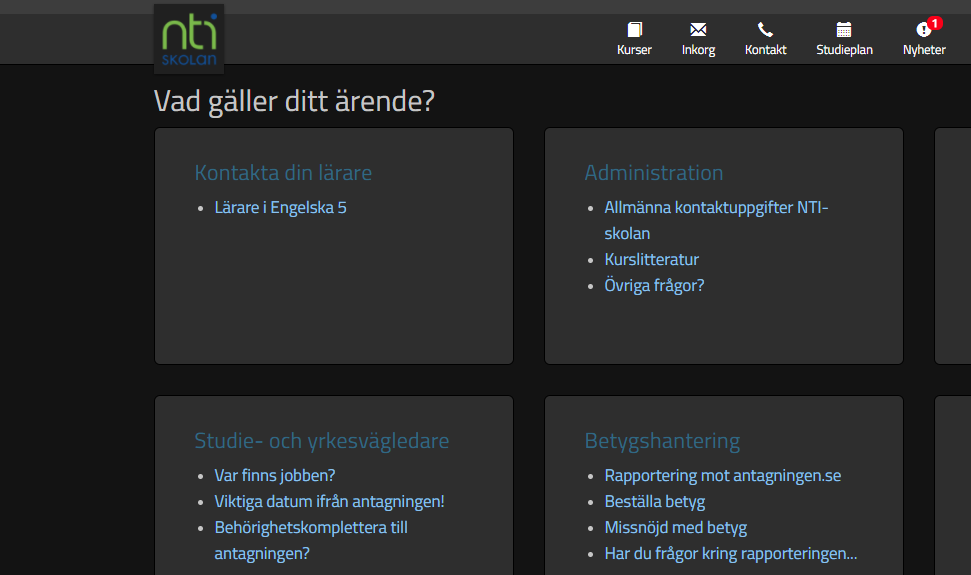 nti
SKOLAN
Kurser
Inkorg
Kontakt
Studieplan
1
Nyheter
Vad gäller ditt ärende?
Kontakta din lärare
Lärare i Engelska 5
Administration
Allmänna kontaktuppgifter NTI-
skolan
Kurslitteratur
Övriga frågor?
Studie- och yrkesvägledare
Var finns jobben?
Viktiga datum ifrån antagningen!
Behörighetskomplettera till
antagningen?
Betygshantering
Rapportering mot antagningen.se
Beställa betyg
Missnöjd med betyg
Har du frågor kring rapporteringen...